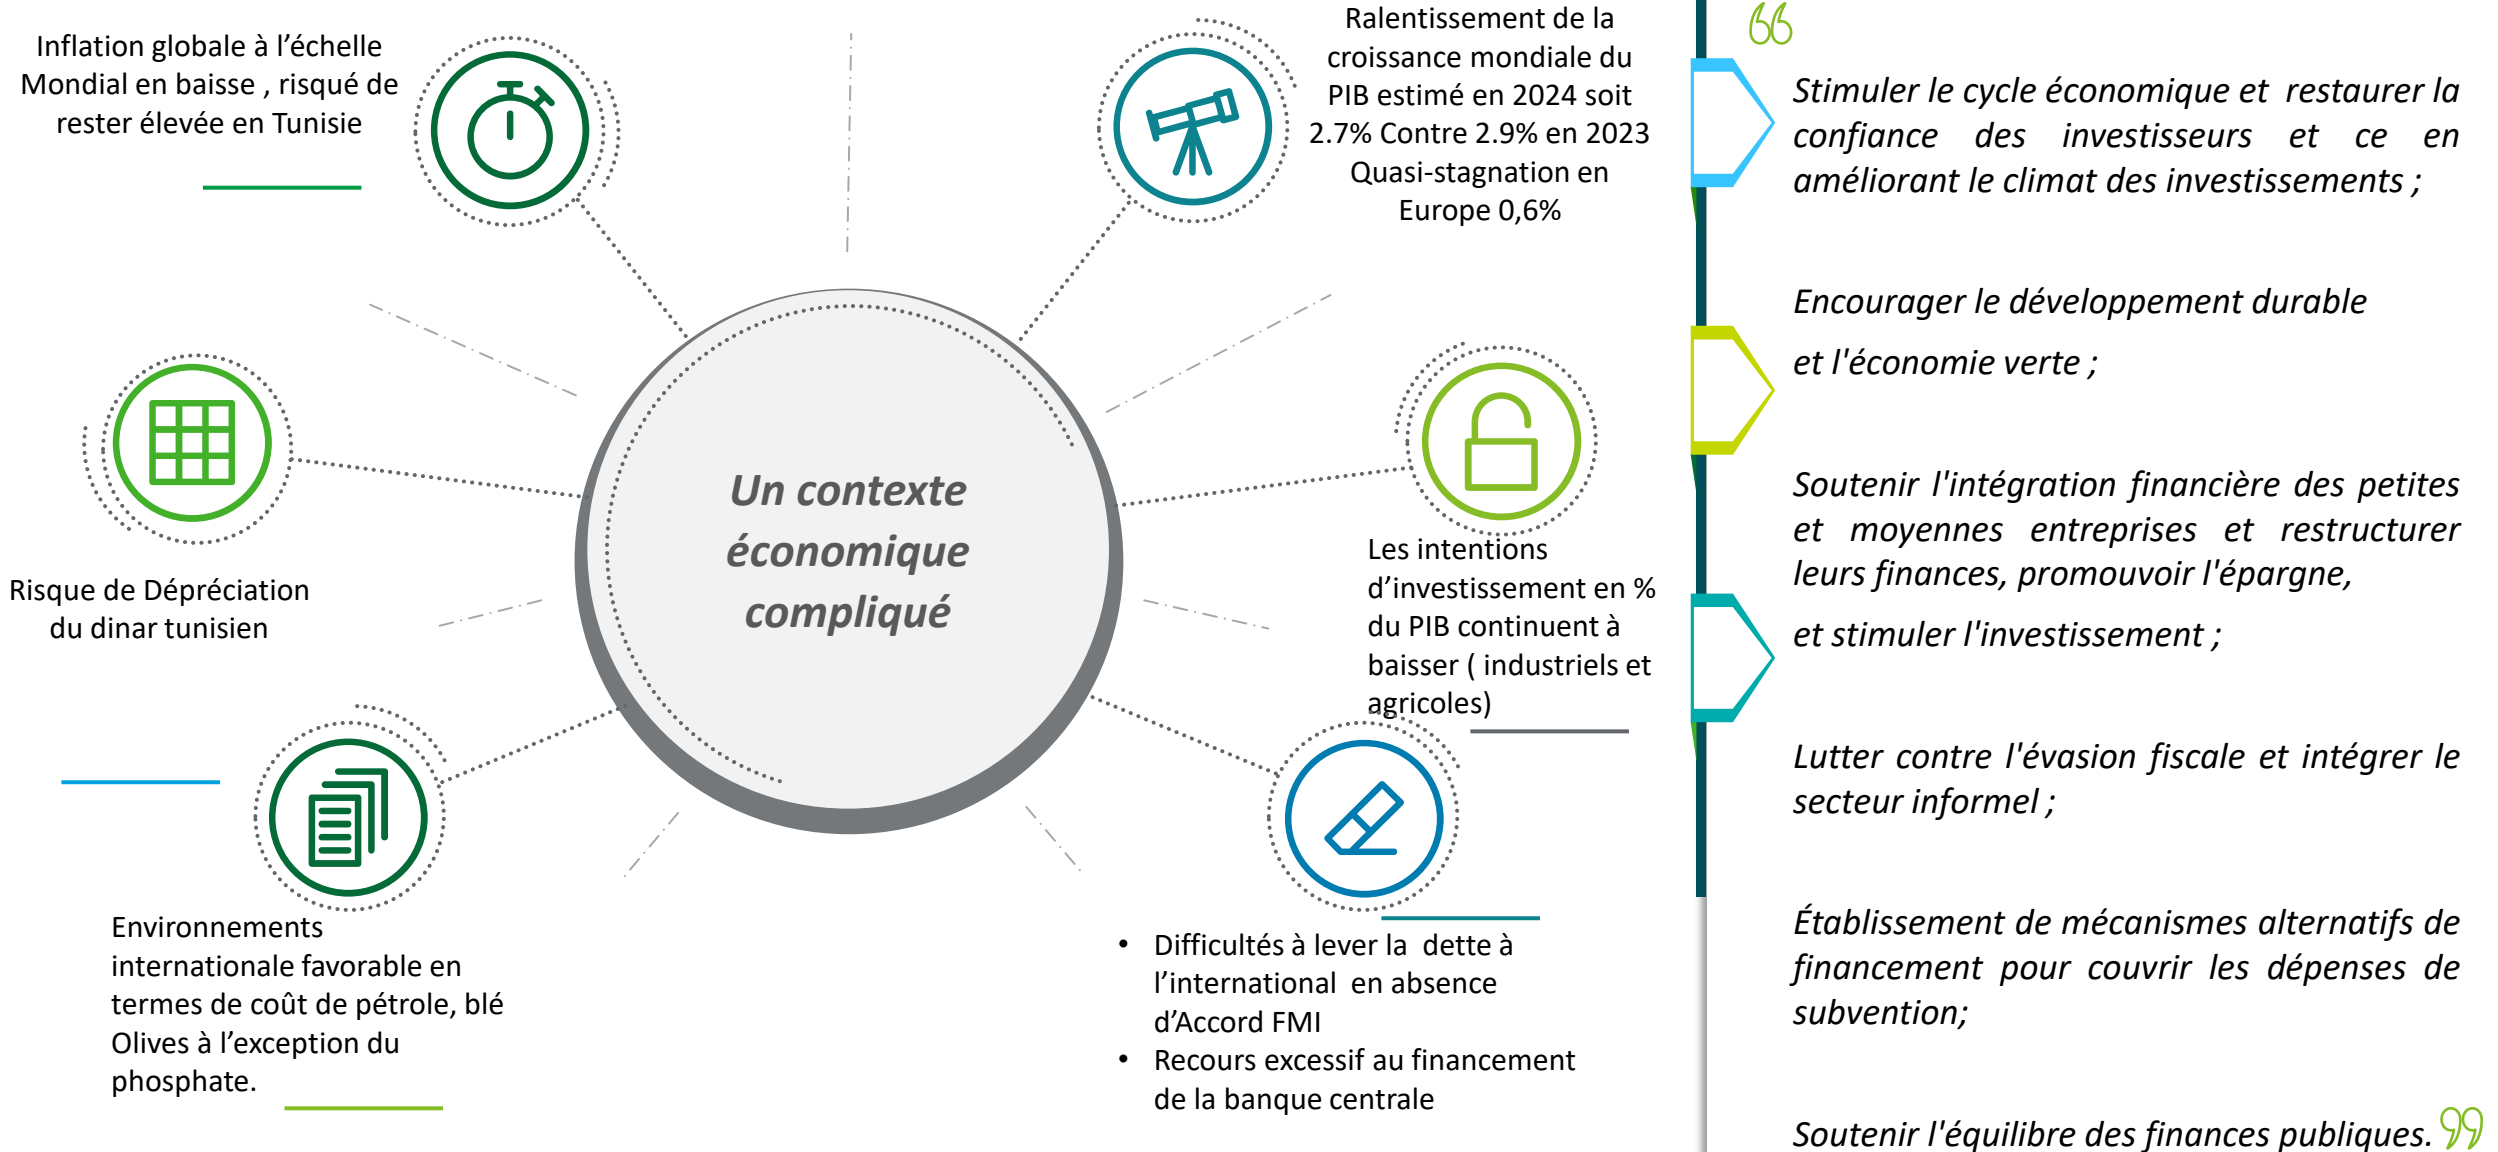 Inflation globale à l’échelle
Mondial en baisse , risqué de
rester élevée en Tunisie
Ralentissement de la
croissance mondiale du
PIB estimé en 2024 soit
2.7% Contre 2.9% en 2023
Quasi-stagnation en
Europe 0,6%
Un contexte
économique
compliqué
Risque de Dépréciation
du dinar tunisien
Les intentions
d’investissement en %
du PIB continuent à
baisser ( industriels et
agricoles)
Environnements
internationale favorable en
termes de coût de pétrole, blé
Olives à l’exception du
phosphate.
• Difficultés à lever la dette à
l’international en absence
d’Accord FMI
• Recours excessif au financement
de la banque centrale
“
Stimuler le cycle économique et restaurer la
confiance des investisseurs et ce en
améliorant le climat des investissements ;
Encourager le développement durable
et l'économie verte ;
Soutenir l'intégration financière des petites
et moyennes entreprises et restructurer
leurs finances, promouvoir l'épargne,
et stimuler l'investissement ;
Lutter contre l'évasion fiscale et intégrer le
secteur informel ;
Établissement de mécanismes alternatifs de
financement pour couvrir les dépenses de
subvention;
Soutenir l'équilibre des finances publiques. ”